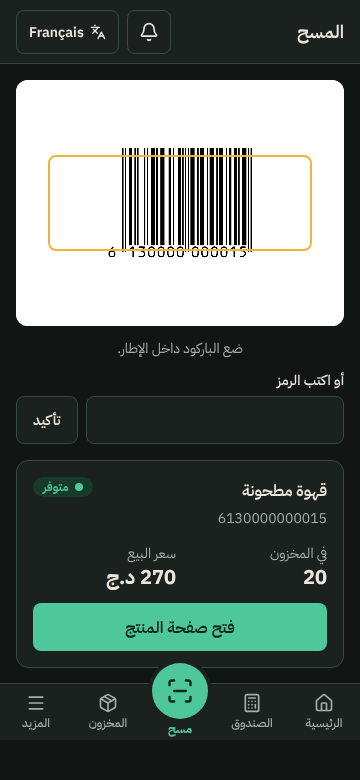 المسح
Français
6 130000 000015
ضع الباركود داخل الإطار.
أو اكتب الرمز
تأكيد
قهوة مطحونة
متوفر
6130000000015
في المخزون
سعر البيع
20
270 د.ج
فتح صفحة المنتج
الرئيسية
الصندوق
مسح
المخزون
المزيد